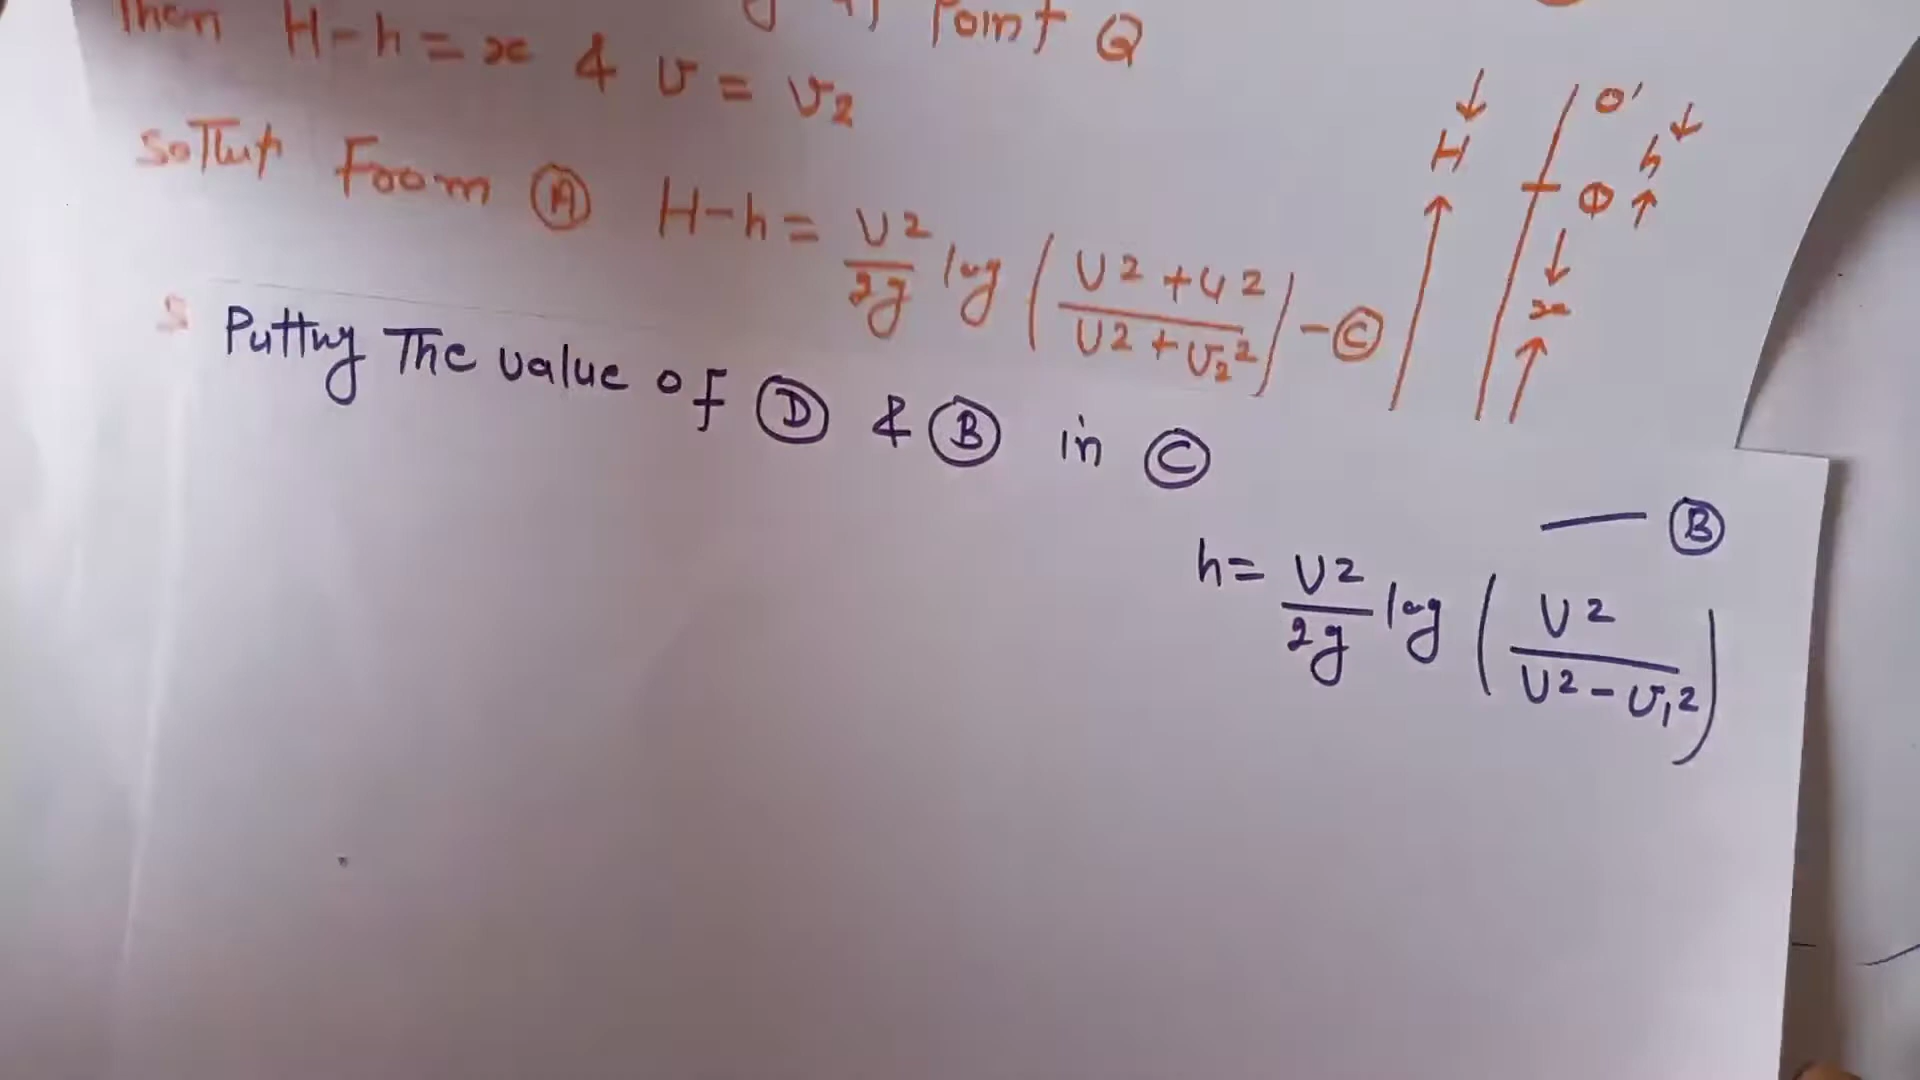 Then H-h = x & v = v2
Point Q
So That From (A) H-h = U²/2g log (U²+u²/U²+v₂²) - (C)
Putting The value of (D) & (B) in (C)
— (B)
h = U²/2g log (U²/U²-v₁²)
↓ O' ↓
H h
↑ Q ↑
↓
x
↑